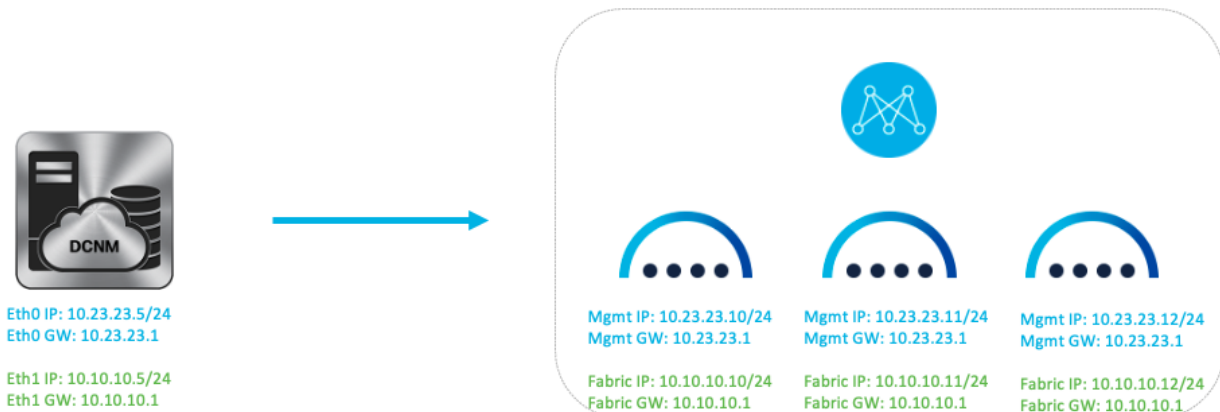 DCNM
Eth0 IP: 10.23.23.5/24
Eth0 GW: 10.23.23.1
Eth1 IP: 10.10.10.5/24
Eth1 GW: 10.10.10.1
Mgmt IP: 10.23.23.10/24
Mgmt GW: 10.23.23.1
Fabric IP: 10.10.10.10/24
Fabric GW: 10.10.10.1
Mgmt IP: 10.23.23.11/24
Mgmt GW: 10.23.23.1
Fabric IP: 10.10.10.11/24
Fabric GW: 10.10.10.1
Mgmt IP: 10.23.23.12/24
Mgmt GW: 10.23.23.1
Fabric IP: 10.10.10.12/24
Fabric GW: 10.10.10.1